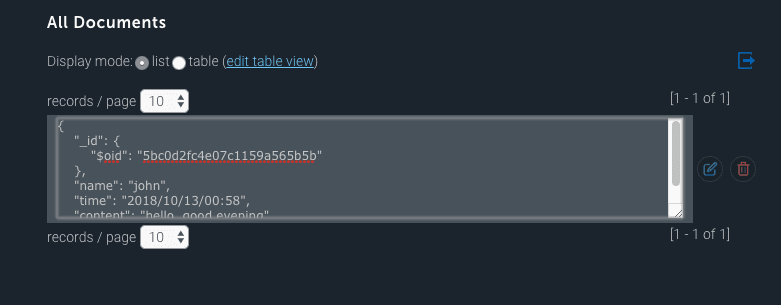 All Documents
Display mode: list table (edit table view)
records / page 10 [1 - 1 of 1]
{
"_id": {
"$oid": "5bc0d2fc4e07c1159a565b5b"
},
"name": "john",
"time": "2018/10/13/00:58",
"content": "hello, good evening"
records / page 10 [1 - 1 of 1]